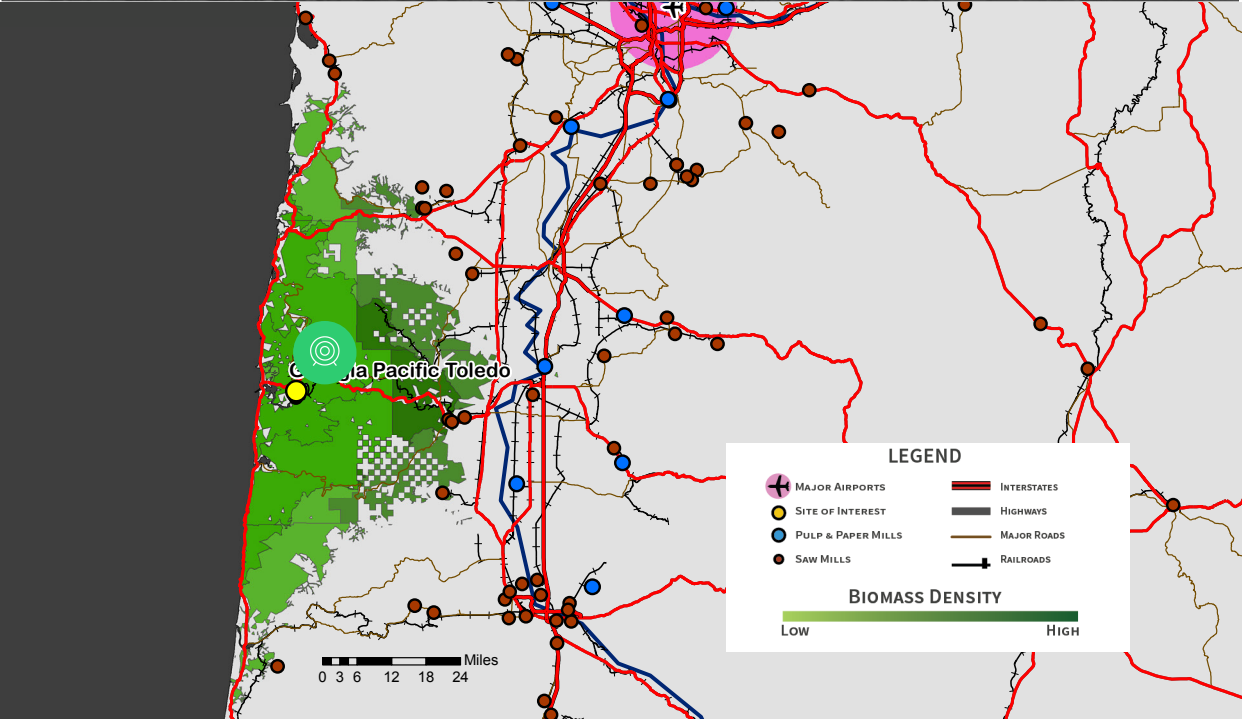 Georgia Pacific Toledo
LEGEND
MAJOR AIRPORTS
INTERSTATES
SITE OF INTEREST
HIGHWAYS
PULP & PAPER MILLS
MAJOR ROADS
SAW MILLS
RAILROADS
BIOMASS DENSITY
LOW
HIGH
Miles
0 3 6 12 18 24